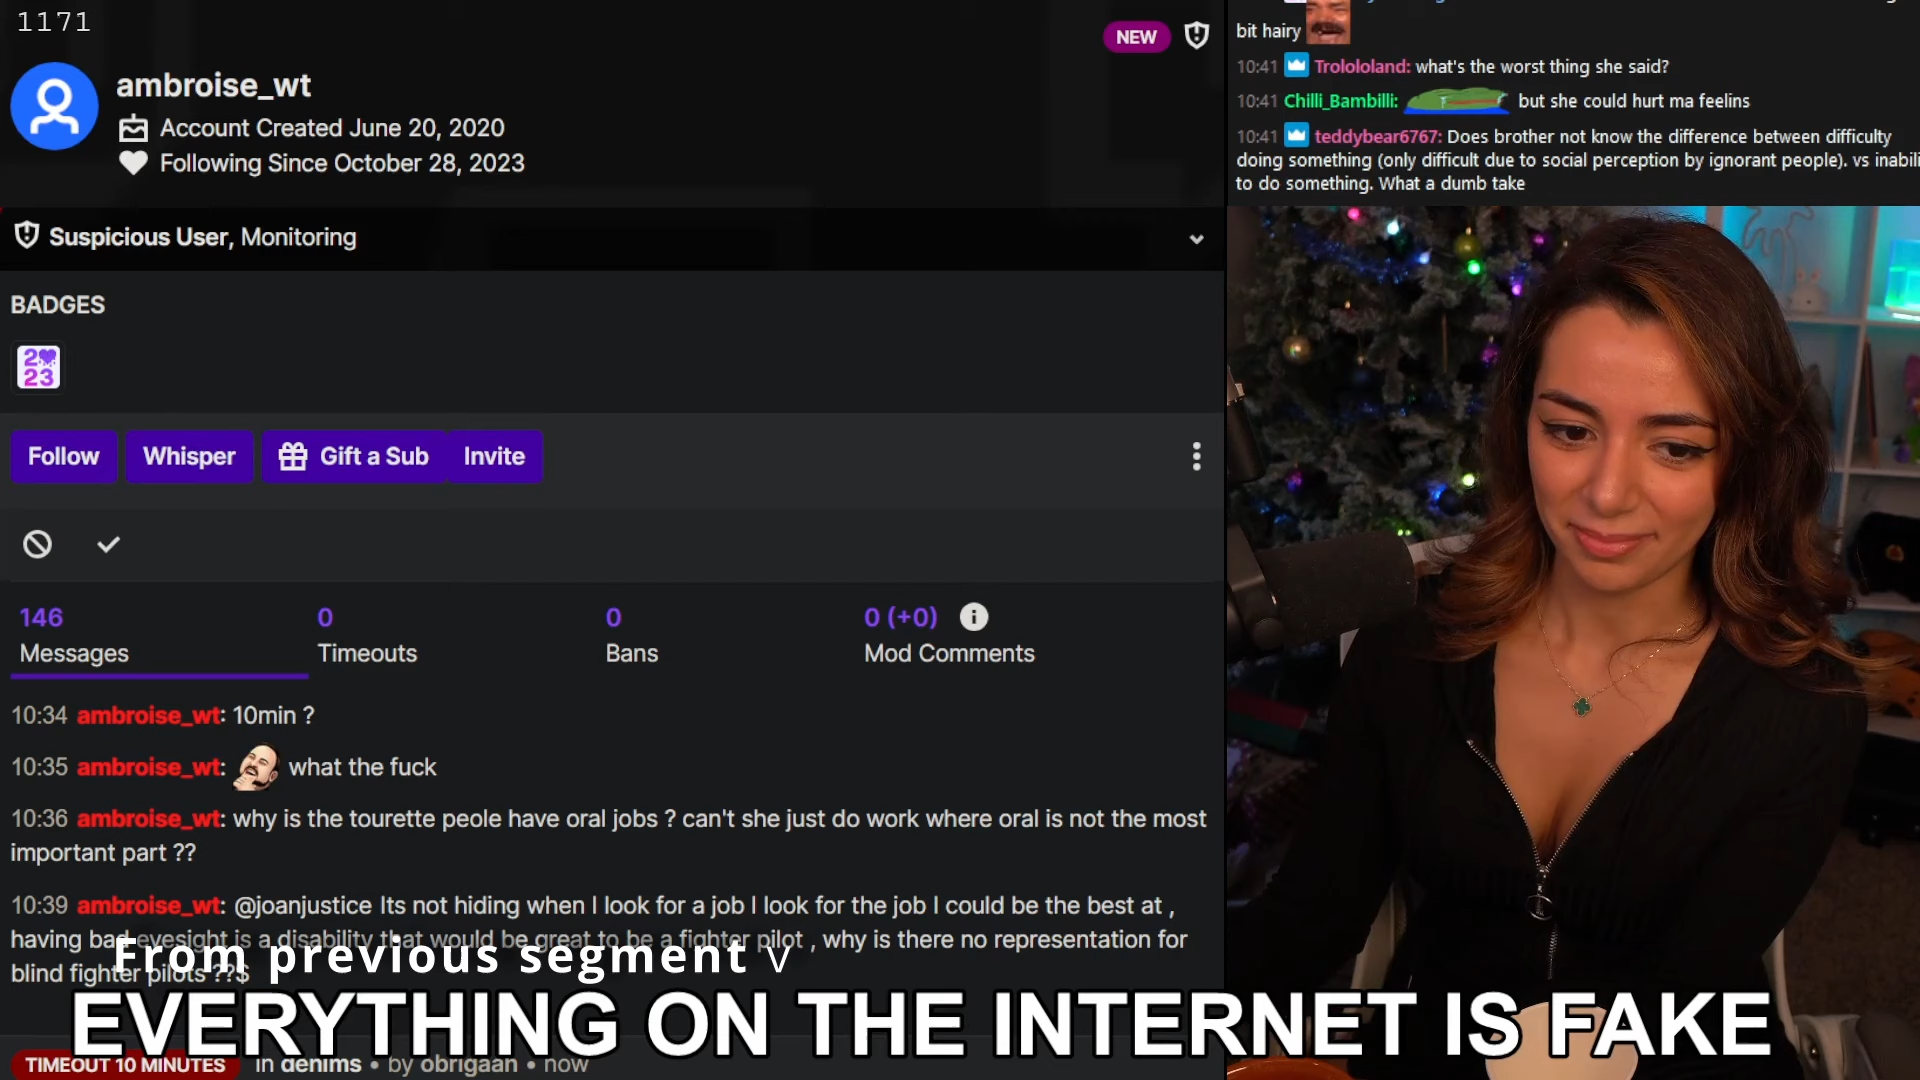 1171
NEW
ambroise_wt
Account Created June 20, 2020
Following Since October 28, 2023
Suspicious User, Monitoring
BADGES
2
23
Follow
Whisper
Gift a Sub
Invite
146
Messages
0
Timeouts
0
Bans
0 (+0)
Mod Comments
10:34 ambroise_wt: 10min ?
10:35 ambroise_wt: what the fuck
10:36 ambroise_wt: why is the tourette peole have oral jobs ? can't she just do work where oral is not the most
important part ??
10:39 ambroise_wt: @joanjustice Its not hiding when I look for a job I look for the job I could be the best at ,
having bad eyesight is a disability that would be great to be a fighter pilot , why is there no representation for
blind fighter pilots ??$
From previous segment v
EVERYTHING ON THE INTERNET IS FAKE
TIMEOUT 10 MINUTES in denims • by obrigaan • now
bit hairy
10:41 Trolololand: what's the worst thing she said?
10:41 Chilli_Bambilli: but she could hurt ma feelins
10:41 teddybear6767: Does brother not know the difference between difficulty
doing something (only difficult due to social perception by ignorant people). vs inabili
to do something. What a dumb take